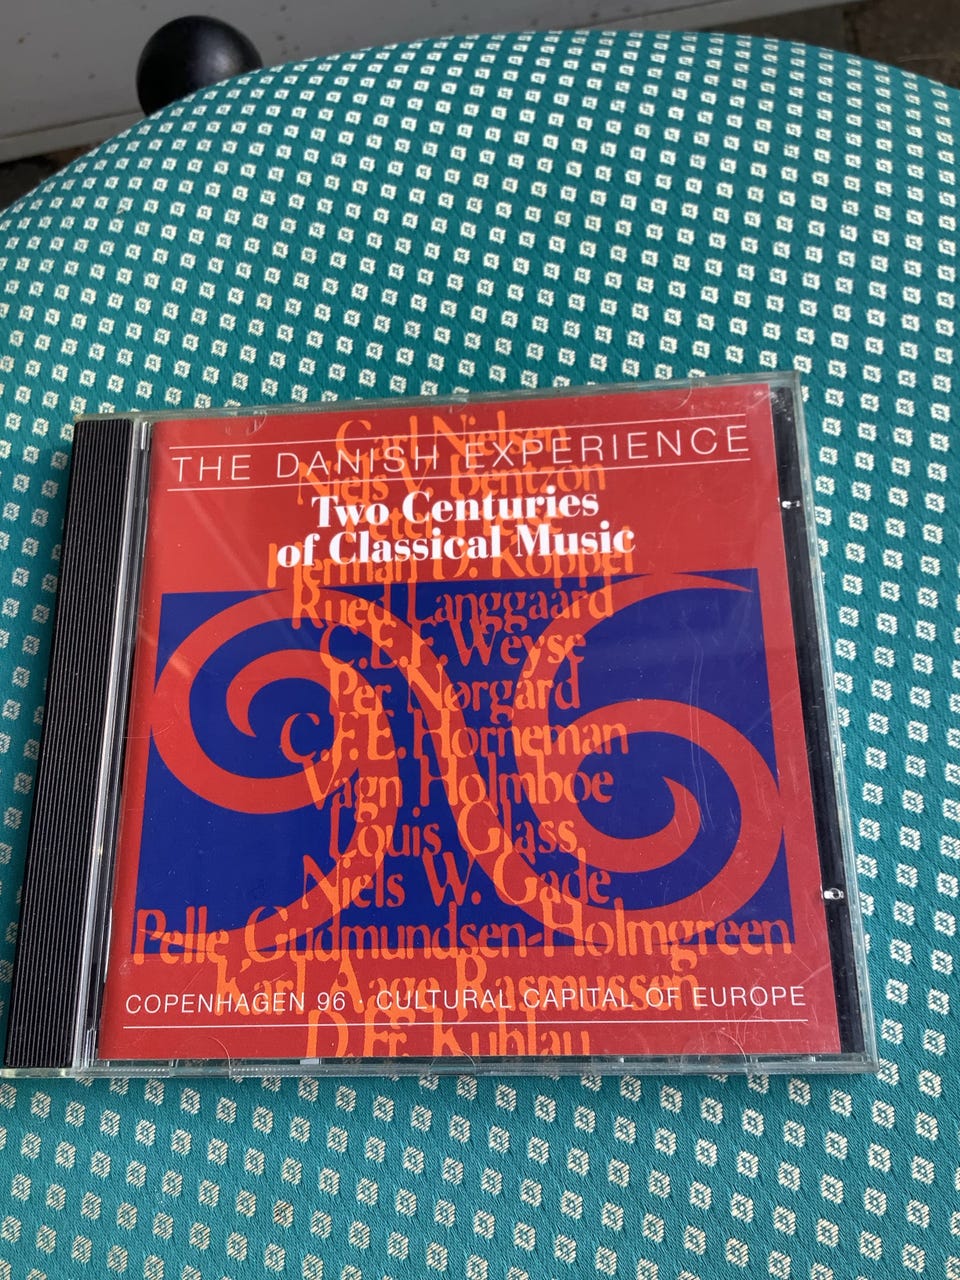 Carl Nielsen
THE DANISH EXPERIENCE
Niels V. Bentzon
Two Centuries
Peter
of Classical Music
Herman D. Koppel
Rued Langgaard
C.E.F. Weyse
Per Nørgård
C.F.E. Horneman
Vagn Holmboe
Louis Glass
Niels W. Gade
Pelle Gudmundsen-Holmgreen
Karl Aage Rasmussen
COPENHAGEN 96 · CULTURAL CAPITAL OF EUROPE
D. Fr. Kuhlau